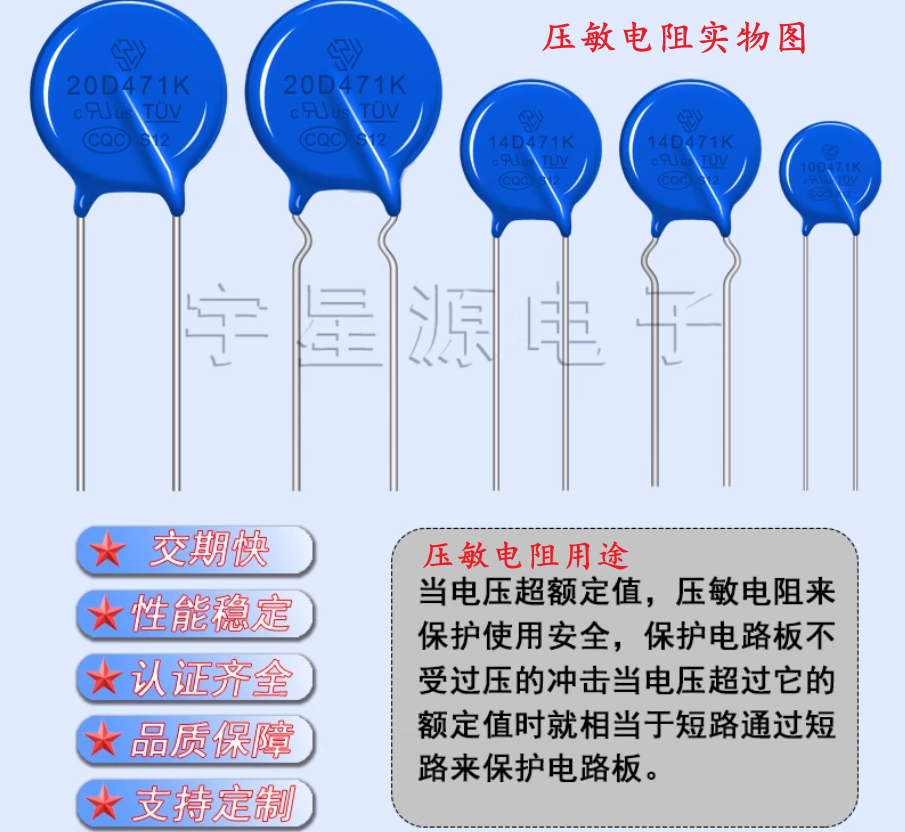 压敏电阻实物图
20D471K
c RU us TÜV
CQC S12
20D471K
c RU us TÜV
CQC S12
14D471K
c RU us TÜV
CQC S12
14D471K
c RU us TÜV
CQC S12
10D471K
c RU us TÜV
CQC S12
宇星源电子
交期快
性能稳定
认证齐全
品质保障
支持定制
压敏电阻用途
当电压超额定值，压敏电阻来
保护使用安全，保护电路板不
受过压的冲击当电压超过它的
额定值时就相当于短路通过短
路来保护电路板。